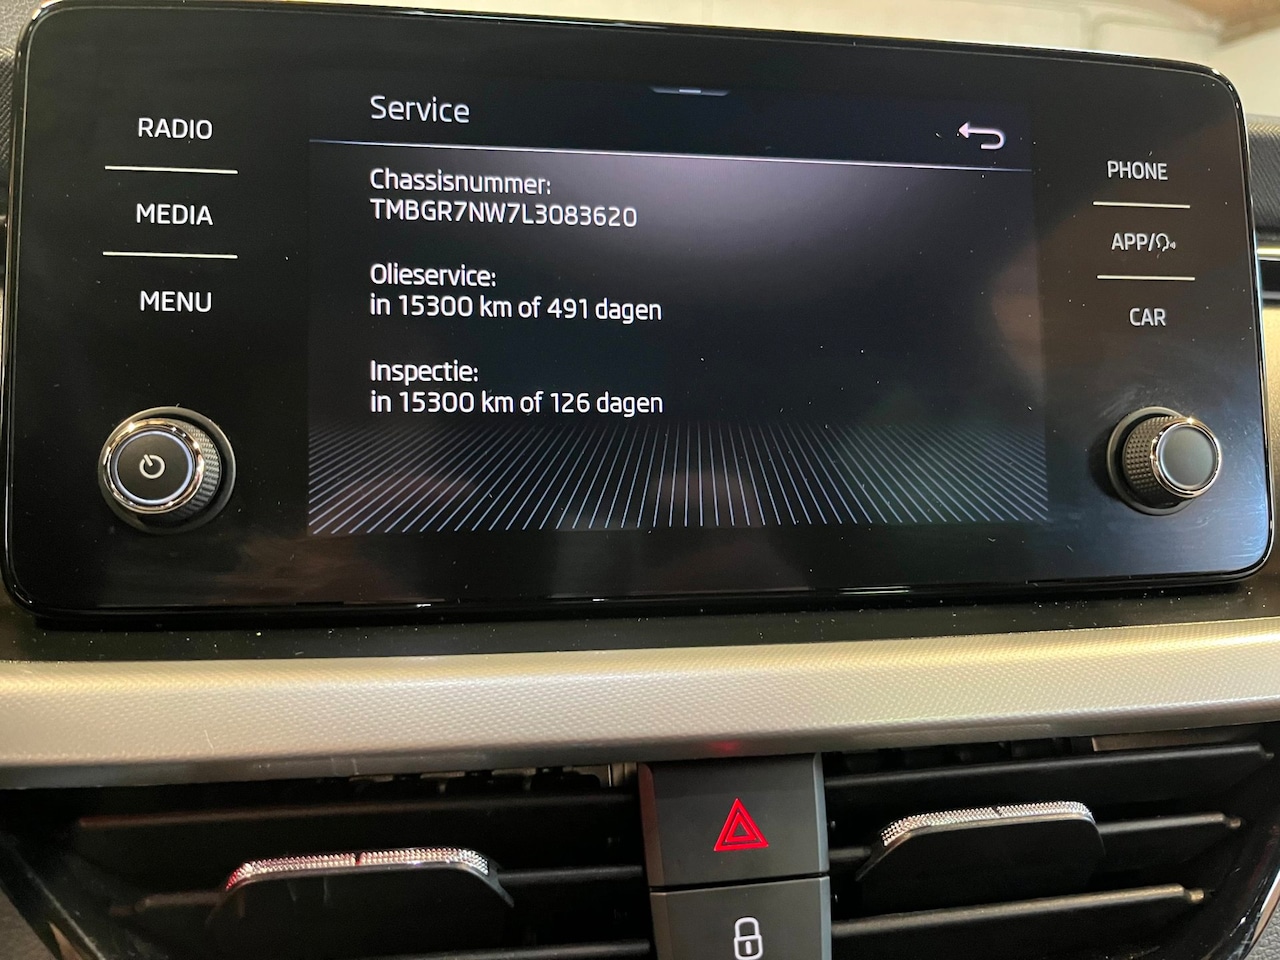 Service
RADIO
MEDIA
MENU
Chassisnummer:
TMBGR7NW7L3083620
Olieservice:
in 15300 km of 491 dagen
Inspectie:
in 15300 km of 126 dagen
PHONE
APP/
CAR